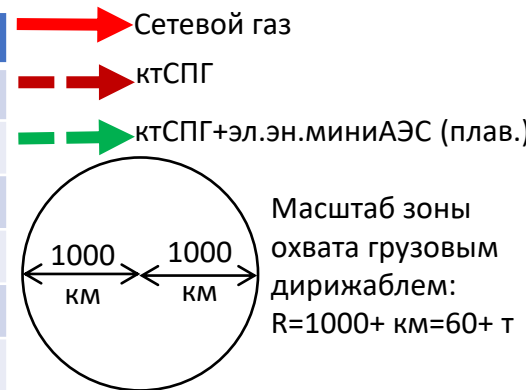 Сетевой газ
ктСПГ
ктСПГ+эл.эн.миниАЭС (плав.)
1000 1000
км км
Масштаб зоны
охвата грузовым
дирижаблем:
R=1000+ км=60+ т